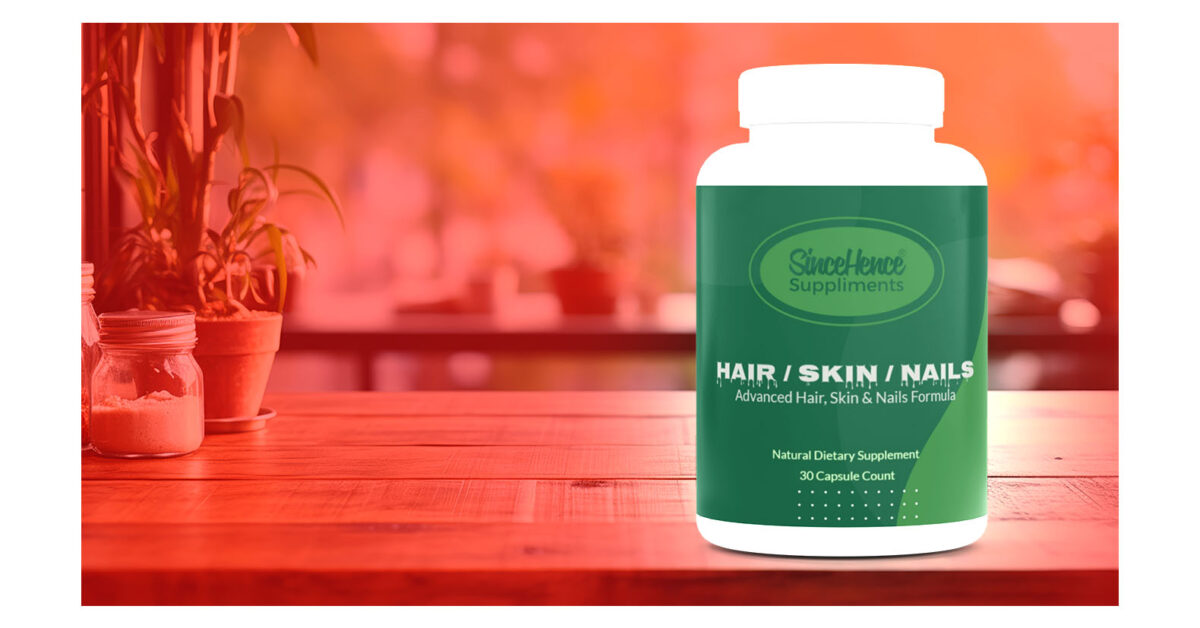 SinceHence®
Suppliments
HAIR / SKIN / NAILS
Advanced Hair, Skin & Nails Formula
Natural Dietary Supplement
30 Capsule Count